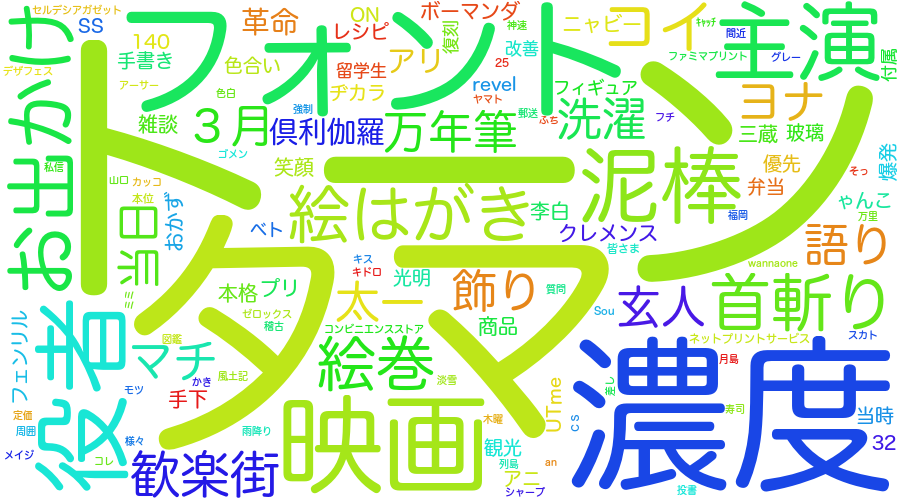 セルデシアガゼット
SS
140
手書き
デザフェス
アーサー
革命
ON
レシピ
ボーマンダ
神速
復刻
ニャビー
コイ
ｷｬｯﾁ
間近
主演
グレー
付属
フォント
アリ
改善
25
revel
ヤマト
ファミマプリント
色合い
留学生
ヂカラ
色白
強制
フィギュア
ヨナ
お出かけ
雑談
3月
倶利伽羅
万年筆
郵送
ふち
洗濯
フチ
三蔵
玻璃
爆発
ゴメン
トーン
私信
山口
カッコ
本位
笑顔
泥棒
優先
そっ
弁当
ゃんこ
万里
当日
おかず
ベト
絵はがき
李白
福岡
クレメンス
皆さま
語り
キス
キドロ
光明
wannaone
ミミ
タマ
本格
プリ
太一
飾り
質問
Sou
玄人
首斬り
ゼロックス
稽古
コンビニエンスストア
商品
ネットプリントサービス
スカト
フェンリル
役者
マチ
図鑑
風土記
絵巻
淡雪
月島
濃度
モツ
かき
手下
差し
定価
周囲
メイジ
コレ
様々
雨降り
歓楽街
映画
木曜
観光
列島
アニ
シャープ
UTme
an
cs
寿司
投書
当時
32